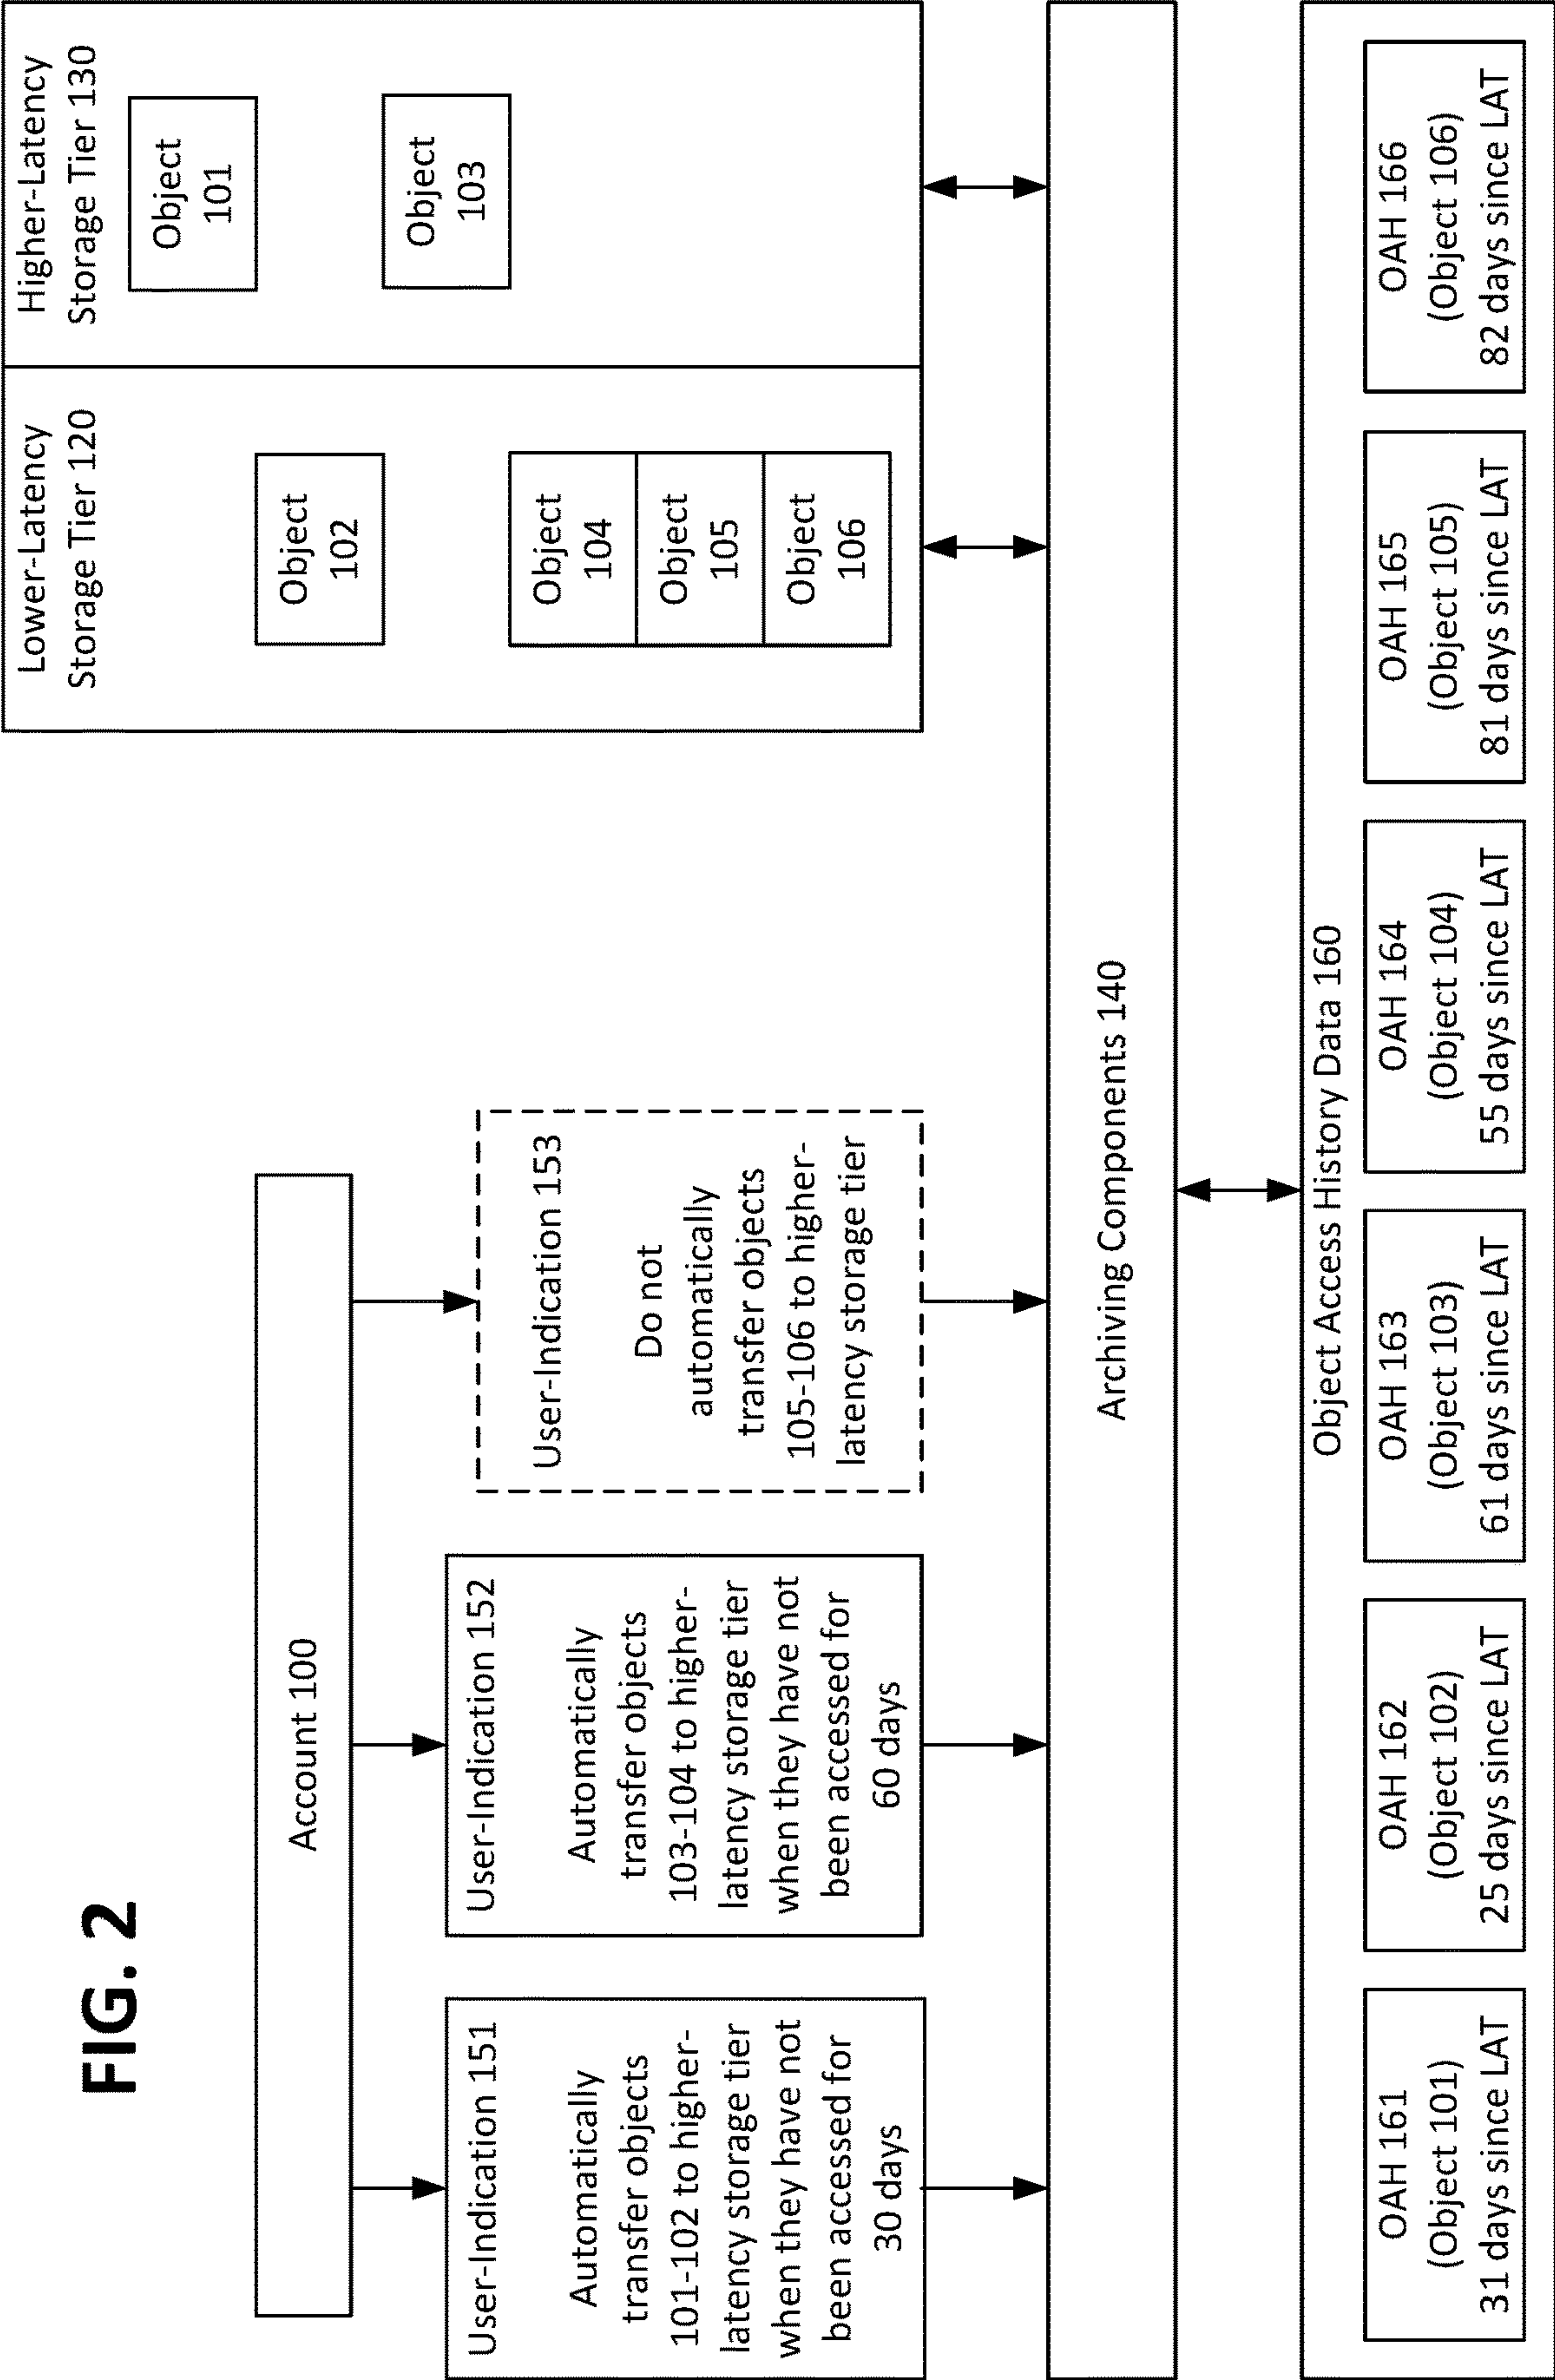 FIG. 2
Account 100
User-Indication 151
Automatically
transfer objects
101-102 to higher-
latency storage tier
when they have not
been accessed for
30 days
User-Indication 152
Automatically
transfer objects
103-104 to higher-
latency storage tier
when they have not
been accessed for
60 days
User-Indication 153
Do not
automatically
transfer objects
105-106 to higher-
latency storage tier
Lower-Latency
Storage Tier 120
Object
102
Object
104
Object
105
Object
106
Higher-Latency
Storage Tier 130
Object
101
Object
103
Archiving Components 140
Object Access History Data 160
OAH 161
(Object 101)
31 days since LAT
OAH 162
(Object 102)
25 days since LAT
OAH 163
(Object 103)
61 days since LAT
OAH 164
(Object 104)
55 days since LAT
OAH 165
(Object 105)
81 days since LAT
OAH 166
(Object 106)
82 days since LAT